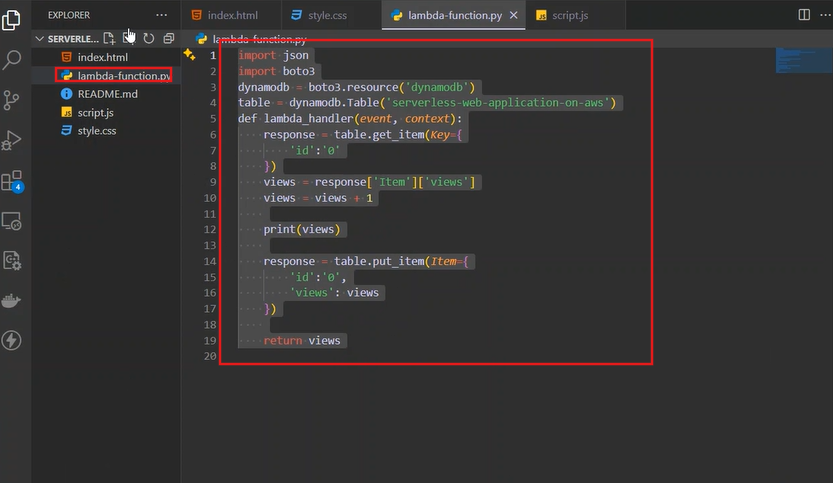 EXPLORER ...
index.html
style.css
lambda-function.py
script.js
...
SERVERLE...
lambda-function.py
index.html
lambda-function.py
README.md
script.js
style.css
4
1 import json
2 import boto3
3 dynamodb = boto3.resource('dynamodb')
4 table = dynamodb.Table('serverless-web-application-on-aws')
5 def lambda_handler(event, context):
6 response = table.get_item(Key={
7 'id':'0'
8 })
9 views = response['Item']['views']
10 views = views + 1
11
12 print(views)
13
14 response = table.put_item(Item={
15 'id':'0',
16 'views': views
17 })
18
19 return views
20